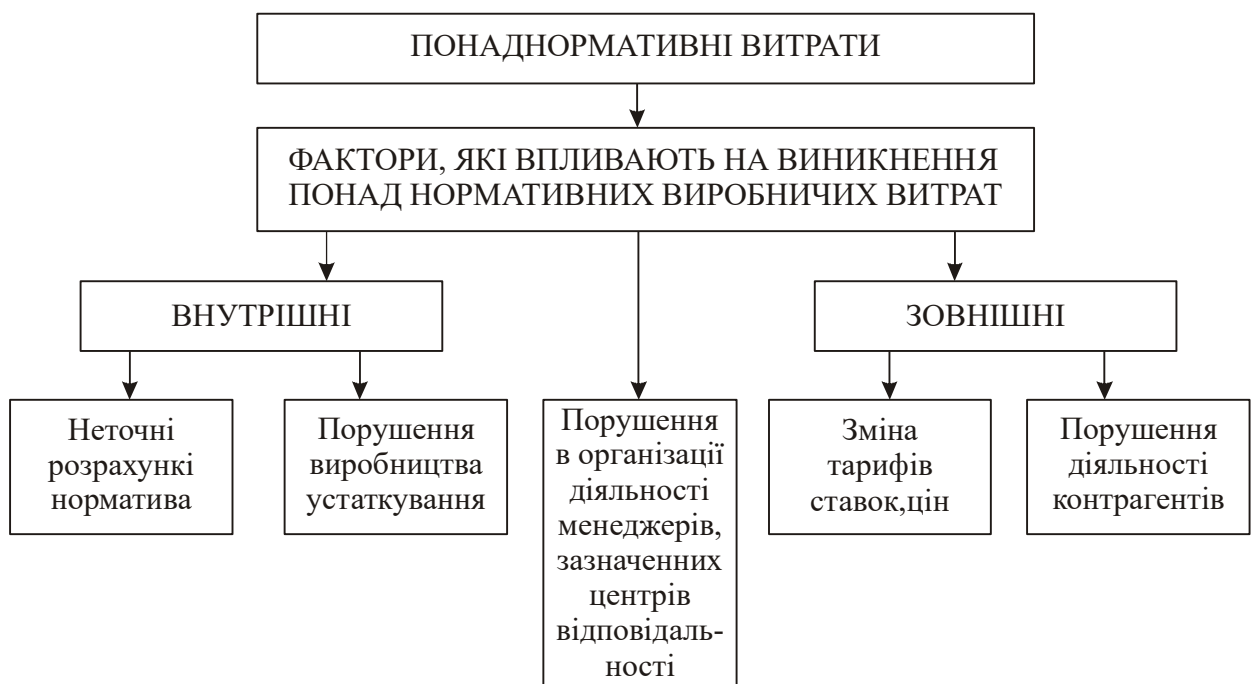 ПОНАДНОРМАТИВНІ ВИТРАТИ
ФАКТОРИ, ЯКІ ВПЛИВАЮТЬ НА ВИНИКНЕННЯ
ПОНАД НОРМАТИВНИХ ВИРОБНИЧИХ ВИТРАТ
ВНУТРІШНІ
ЗОВНІШНІ
Неточні
розрахункі
норматива
Порушення
виробництва
устаткування
Порушення
в організації
діяльності
менеджерів,
зазначенних
центрів
відповідаль-
ності
Зміна
тарифів
ставок,цін
Порушення
діяльності
контрагентів